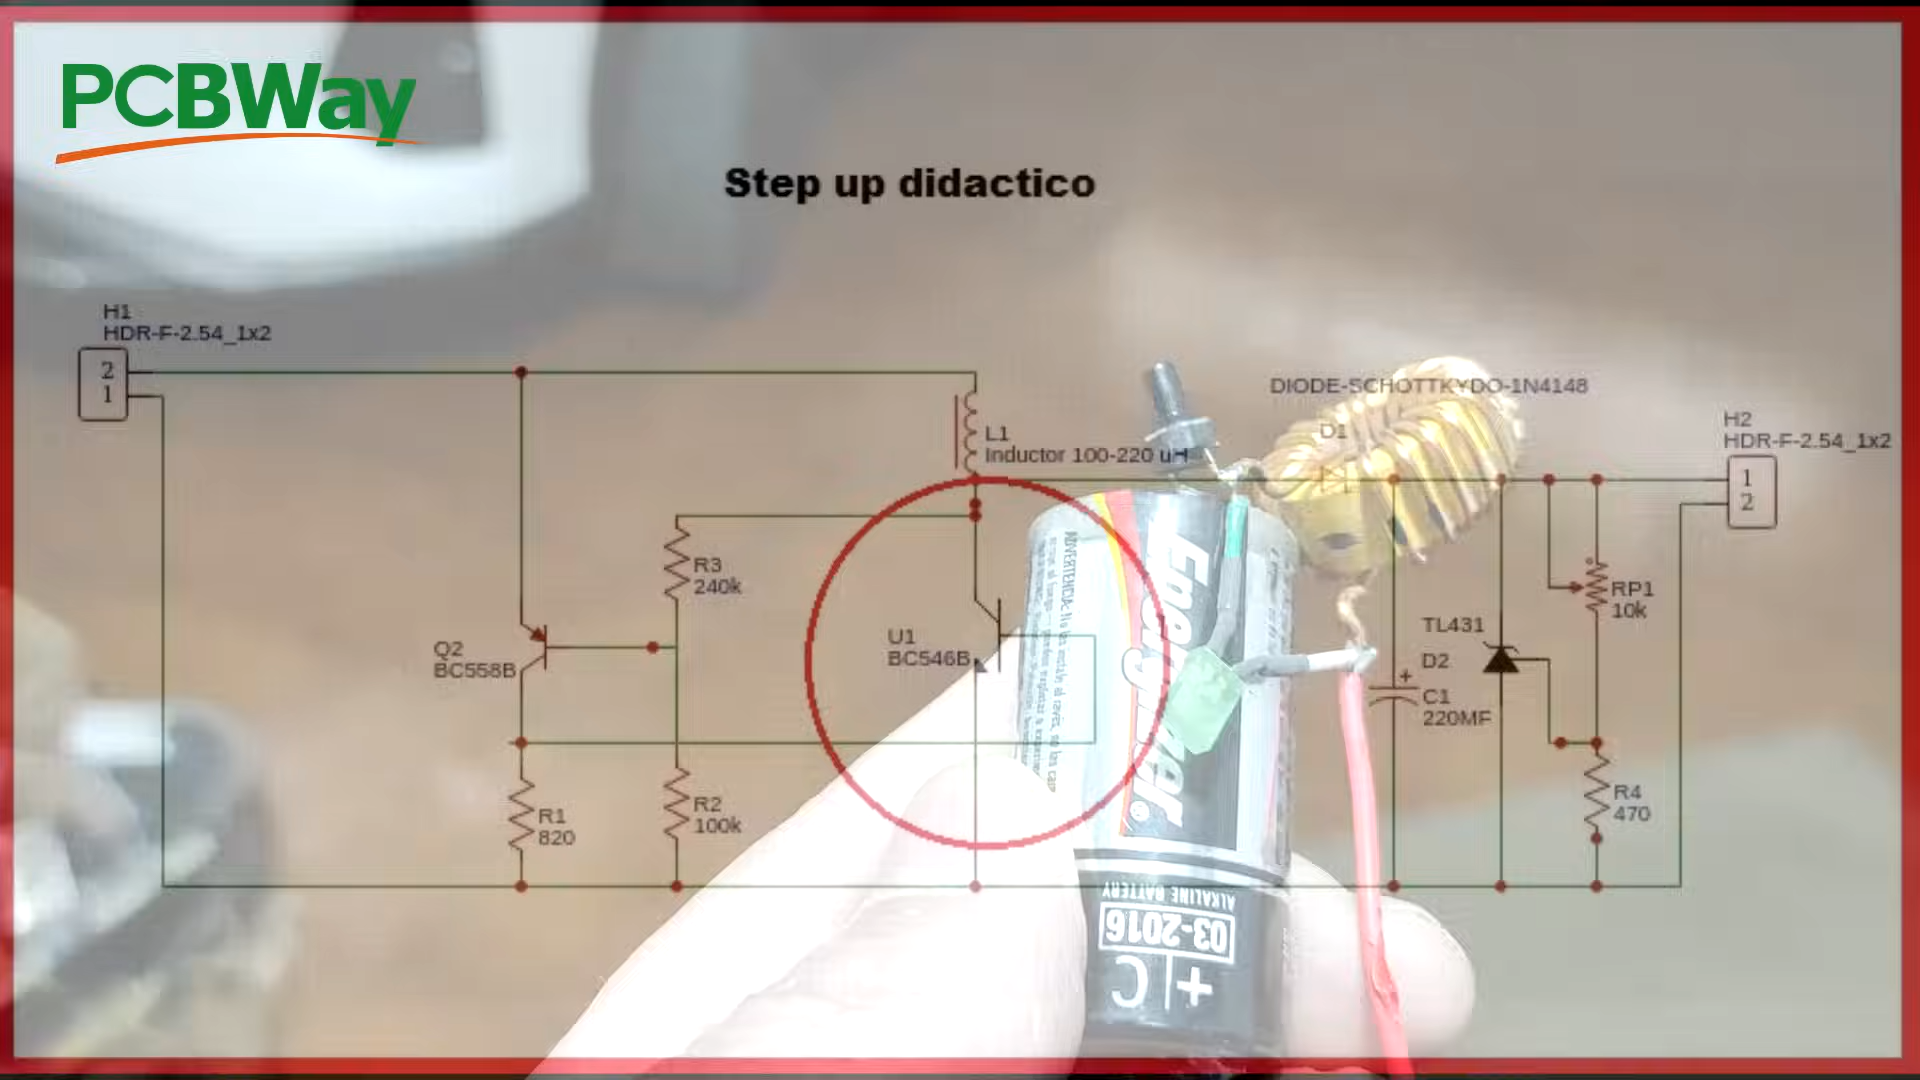 PCBWay
Step up didactico
H1
HDR-F-2.54_1x2
2
1
L1
Inductor 100-220 uH
DIODE-SCHOTTKYDO-1N4148
D1
H2
HDR-F-2.54_1x2
1
2
R3
240k
Q2
BC558B
U1
BC546B
RP1
10k
TL431
D2
+
C1
220MF
R1
820
R2
100k
R4
470
Energizer®
ALKALINE BATTERY
03-2016
+ C